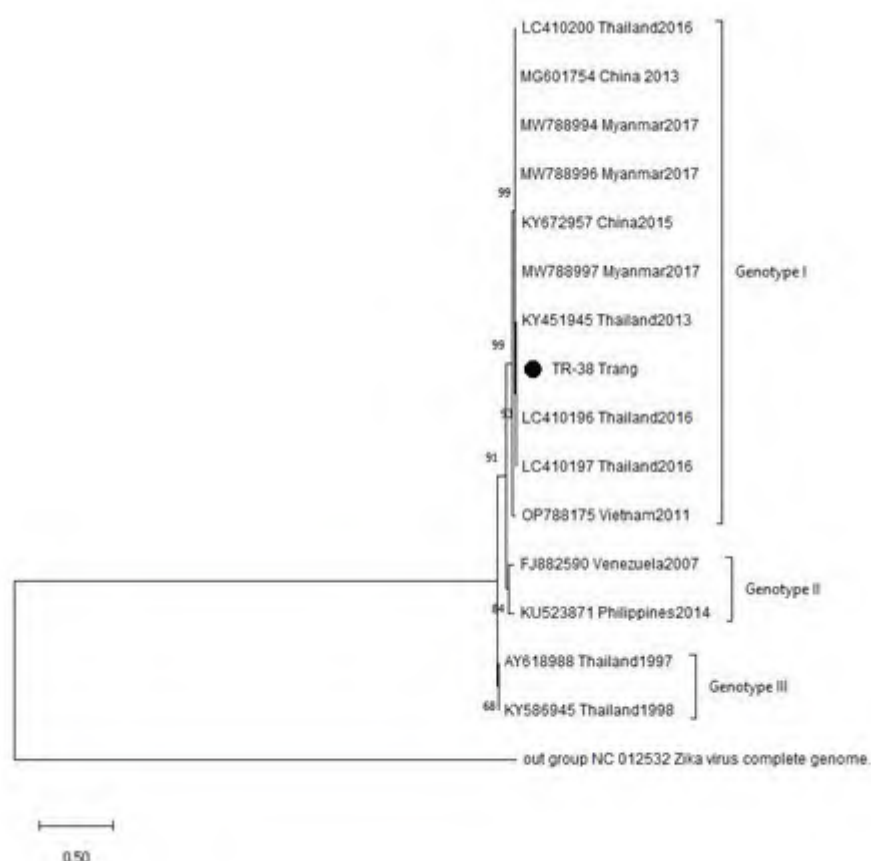 LC410200 Thailand2016
MG601754 China 2013
MW788994 Myanmar2017
MW788996 Myanmar2017
99
KY672957 China2015
MW788997 Myanmar2017
Genotype I
KY451945 Thailand2013
99
TR-38 Trang
LC410196 Thailand2016
91
LC410197 Thailand2016
OP788175 Vietnam2011
FJ882590 Venezuela2007
Genotype II
84
KU523871 Philippines2014
AY618988 Thailand1997
Genotype III
68
KY586945 Thailand1998
out group NC 012532 Zika virus complete genome.
0.50